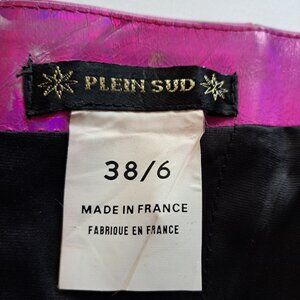 PLEIN SUD
38/6
MADE IN FRANCE
FABRIQUE EN FRANCE